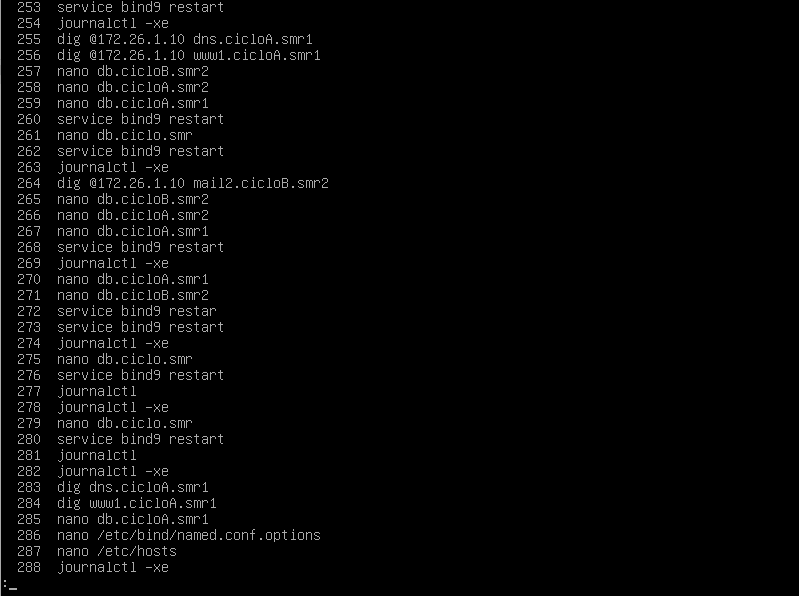 253  service bind9 restart
254  journalctl -xe
255  dig @172.26.1.10 dns.cicloA.smr1
256  dig @172.26.1.10 www1.cicloA.smr1
257  nano db.cicloB.smr2
258  nano db.cicloA.smr2
259  nano db.cicloA.smr1
260  service bind9 restart
261  nano db.ciclo.smr
262  service bind9 restart
263  journalctl -xe
264  dig @172.26.1.10 mail2.cicloB.smr2
265  nano db.cicloB.smr2
266  nano db.cicloA.smr2
267  nano db.cicloA.smr1
268  service bind9 restart
269  journalctl -xe
270  nano db.cicloA.smr1
271  nano db.cicloB.smr2
272  service bind9 restar
273  service bind9 restart
274  journalctl -xe
275  nano db.ciclo.smr
276  service bind9 restart
277  journalctl
278  journalctl -xe
279  nano db.ciclo.smr
280  service bind9 restart
281  journalctl
282  journalctl -xe
283  dig dns.cicloA.smr1
284  dig www1.cicloA.smr1
285  nano db.cicloA.smr1
286  nano /etc/bind/named.conf.options
287  nano /etc/hosts
288  journalctl -xe
:_